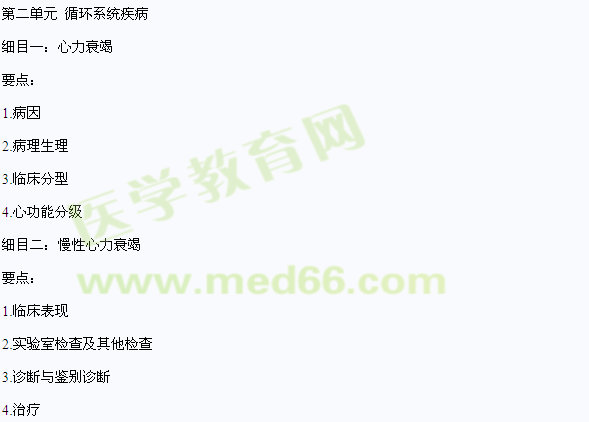 第二单元 循环系统疾病
细目一：心力衰竭
要点：
1.病因
2.病理生理
3.临床分型
4.心功能分级
细目二：慢性心力衰竭
要点：
1.临床表现
2.实验室检查及其他检查
3.诊断与鉴别诊断
4.治疗
医学教育网
www.med66.com